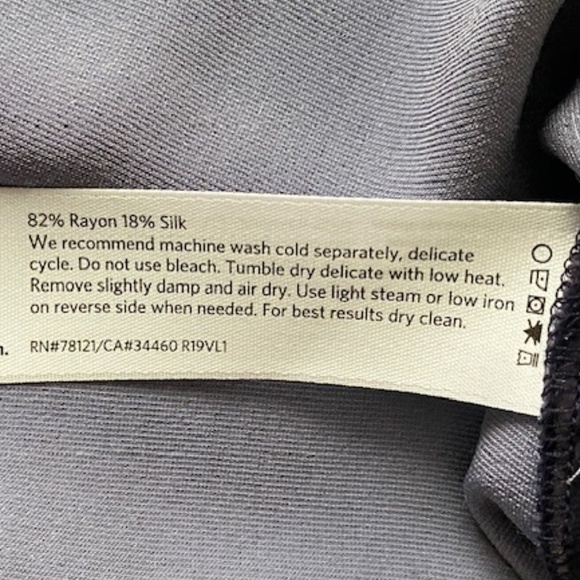 82% Rayon 18% Silk
We recommend machine wash cold separately, delicate
cycle. Do not use bleach. Tumble dry delicate with low heat.
Remove slightly damp and air dry. Use light steam or low iron
on reverse side when needed. For best results dry clean.
RN#78121/CA#34460 R19VL1